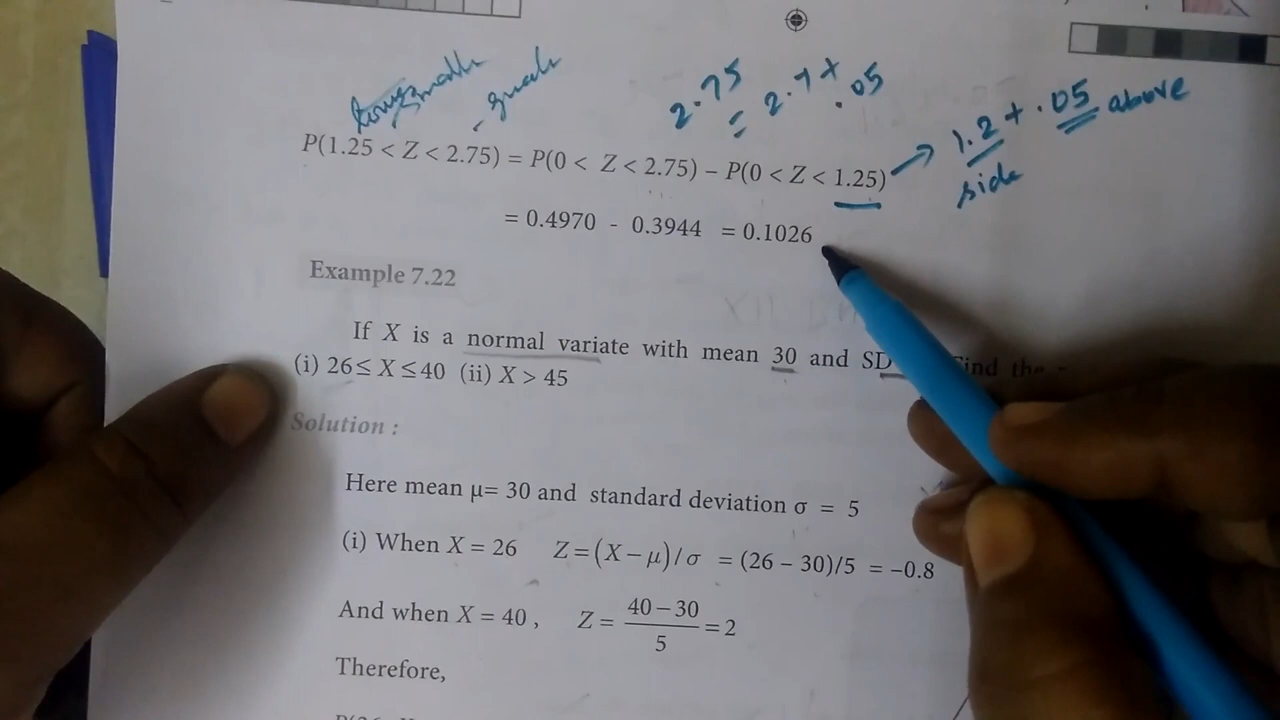 small
2.75 = 2.7 + .05
1.2 + .05 above
side
P(1.25 < Z < 2.75) = P(0 < Z < 2.75) – P(0 < Z < 1.25)
= 0.4970 - 0.3944 = 0.1026
Example 7.22
If X is a normal variate with mean 30 and SD ind the
(i) 26≤ X ≤ 40 (ii) X > 45
Solution :
Here mean μ= 30 and standard deviation σ = 5
(i) When X = 26 Z = (X − μ)/σ = (26 – 30)/5 = –0.8
And when X = 40 , Z = 40 − 30 / 5 = 2
Therefore,